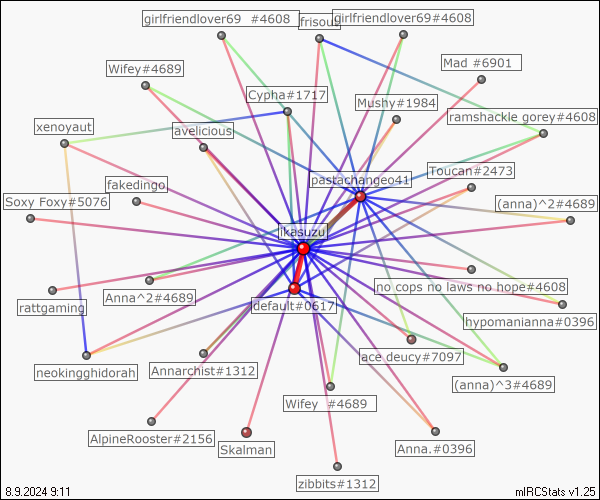 girlfriendlover69 #4608
frisout
girlfriendlover69#4608
Wifey#4689
Mad #6901
Cypha#1717
Mushy#1984
ramshackle gorey#4608
xenoyaut
avelicious
fakedingo
pastachangeo41
Toucan#2473
Soxy Foxy#5076
(anna)^2#4689
ikasuzu
no cops no laws no hope#4608
rattgaming
Anna^2#4689
default#0617
hypomanianna#0396
neokingghidorah
Annarchist#1312
ace_deucy#7097
(anna)^3#4689
Wifey #4689
AlpineRooster#2156
Skalman
Anna.#0396
zibbits#1312
8.9.2024 9:11
mIRCStats v1.25